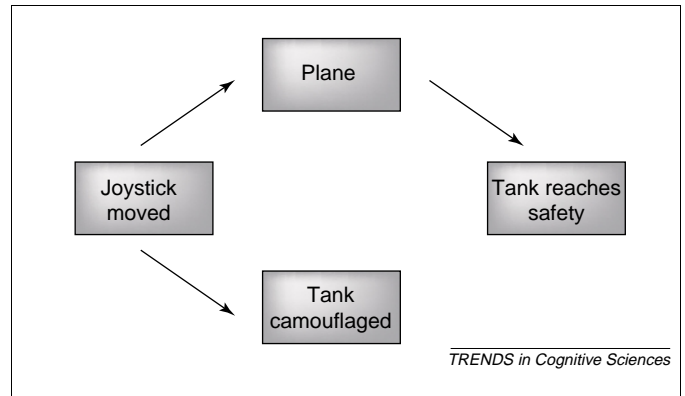 Plane
Joystick
moved
Tank reaches
safety
Tank
camouflaged
TRENDS in Cognitive Sciences